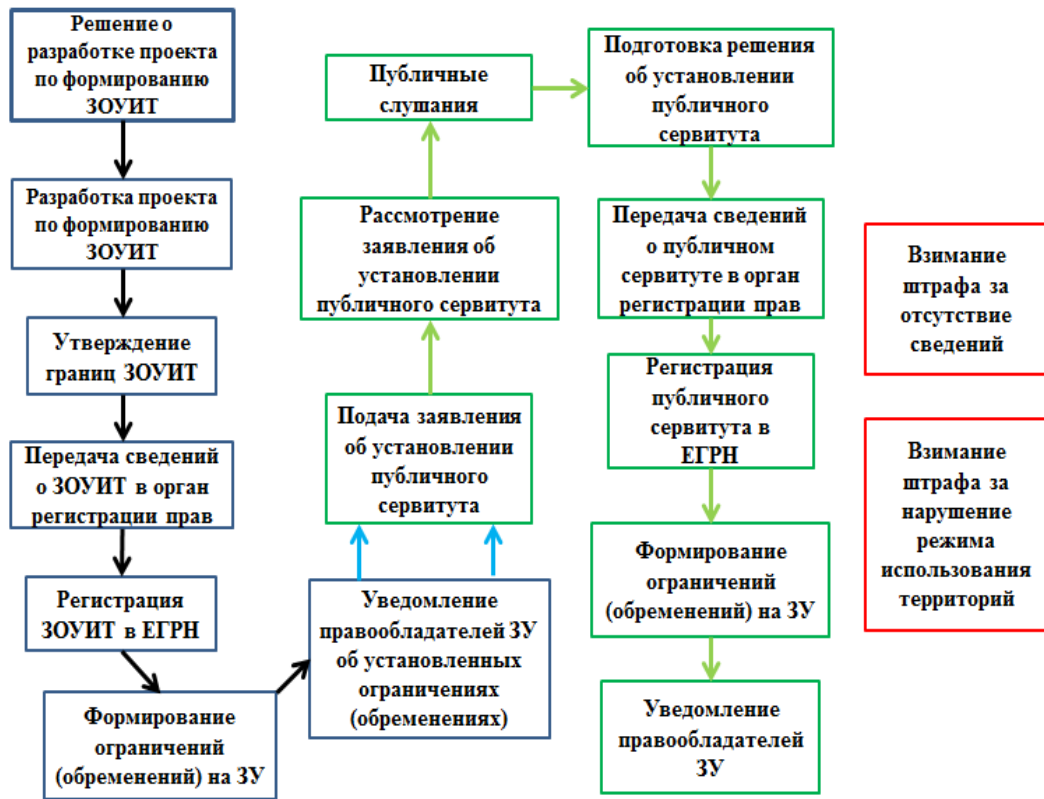 Решение о
разработке проекта
по формированию
ЗОУИТ
Разработка проекта
по формированию
ЗОУИТ
Утверждение
границ ЗОУИТ
Передача сведений
о ЗОУИТ в орган
регистрации прав
Регистрация
ЗОУИТ в ЕГРН
Формирование
ограничений
(обременений) на ЗУ
Уведомление
правообладателей ЗУ
об установленных
ограничениях
(обременениях)
Подача заявления
об установлении
публичного
сервитута
Рассмотрение
заявления об
установлении
публичного сервитута
Публичные
слушания
Подготовка решения
об установлении
публичного
сервитута
Передача сведений
о публичном
сервитуте в орган
регистрации прав
Регистрация
публичного
сервитута в
ЕГРН
Формирование
ограничений
(обременений) на ЗУ
Уведомление
правообладателей
ЗУ
Взимание
штрафа за
отсутствие
сведений
Взимание
штрафа за
нарушение
режима
использования
территорий